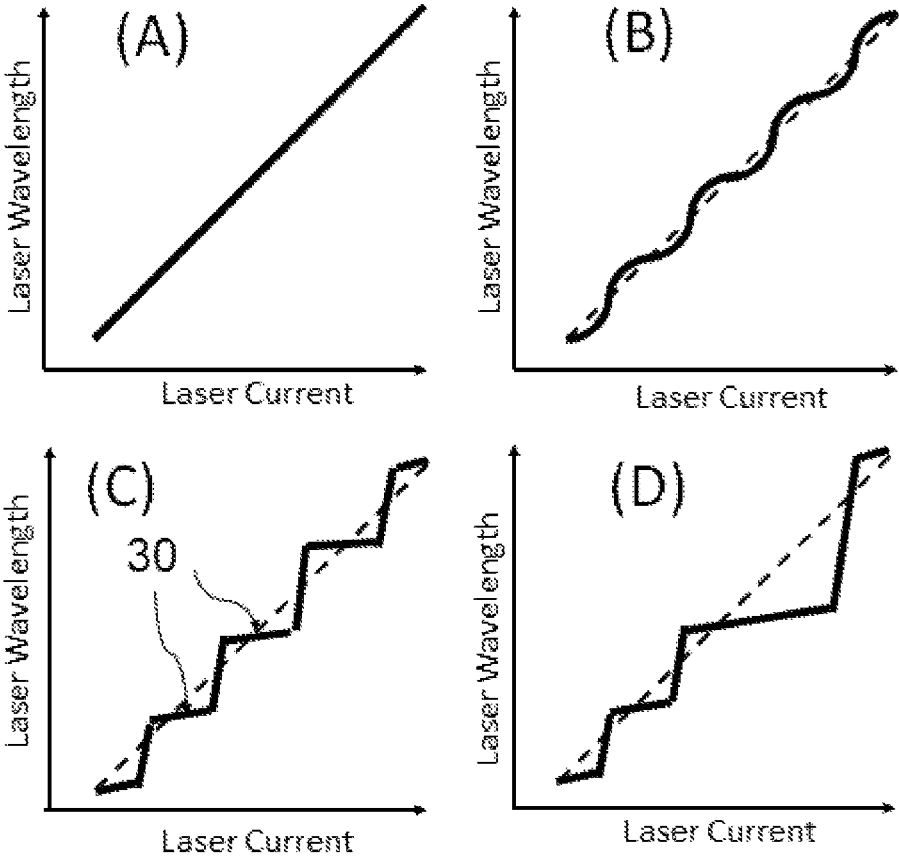 (A)
Laser Wavelength
Laser Current
(B)
Laser Wavelength
Laser Current
(C)
30
Laser Wavelength
Laser Current
(D)
Laser Wavelength
Laser Current